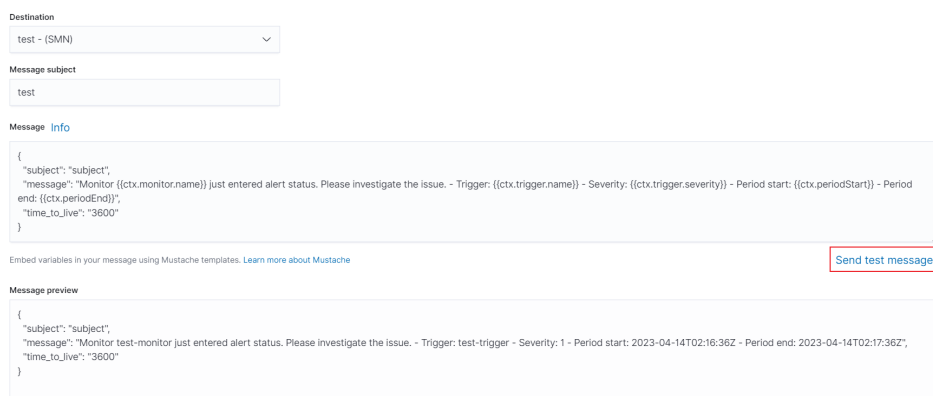 Destination
test - (SMN)
Message subject
test
Message Info
{
"subject": "subject",
"message": "Monitor {{ctx.monitor.name}} just entered alert status. Please investigate the issue. - Trigger: {{ctx.trigger.name}} - Severity: {{ctx.trigger.severity}} - Period start: {{ctx.periodStart}} - Period
end: {{ctx.periodEnd}}",
"time_to_live": "3600"
}
Embed variables in your message using Mustache templates. Learn more about Mustache
Send test message
Message preview
{
"subject": "subject",
"message": "Monitor test-monitor just entered alert status. Please investigate the issue. - Trigger: test-trigger - Severity: 1 - Period start: 2023-04-14T02:16:36Z - Period end: 2023-04-14T02:17:36Z",
"time_to_live": "3600"
}